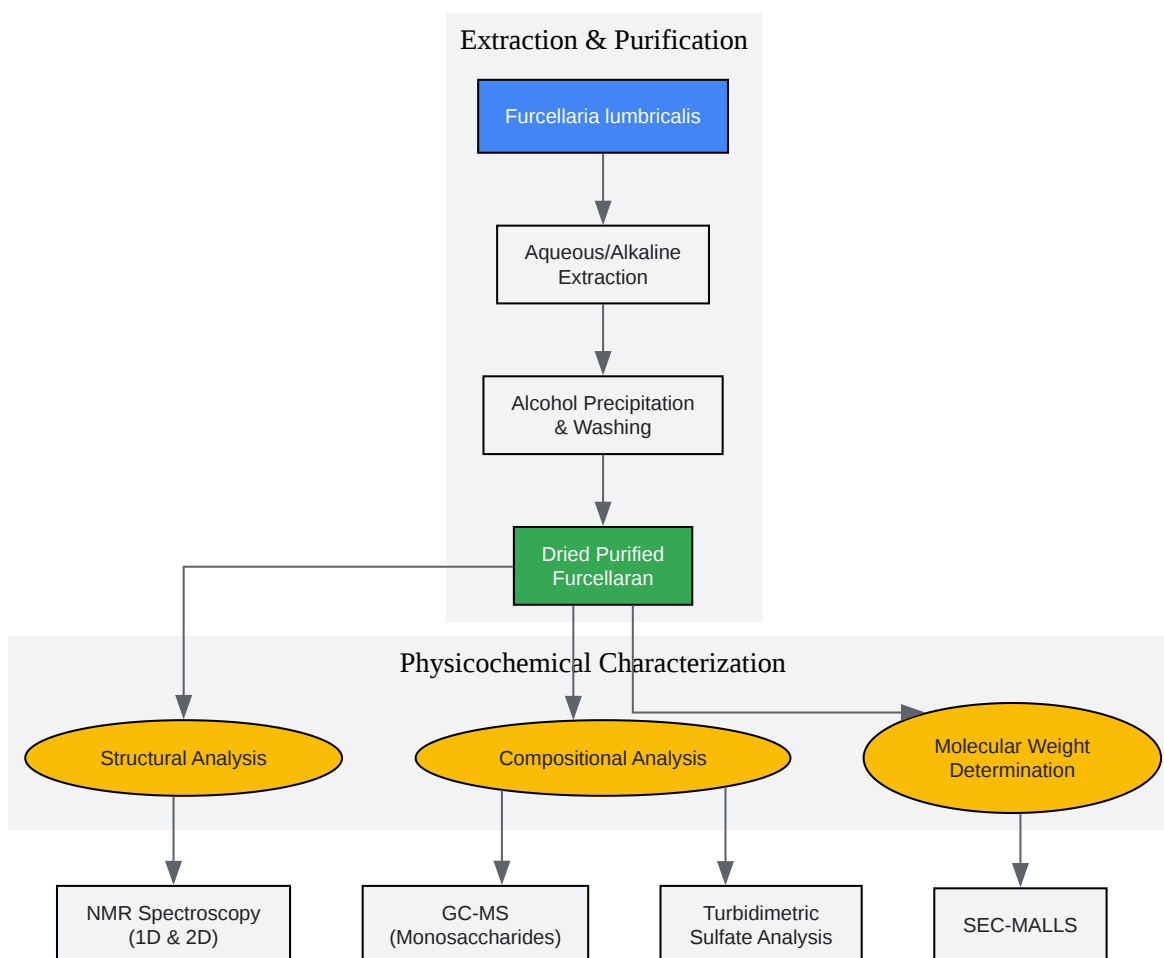 Extraction & Purification
Furcellaria lumbricalis
Aqueous/Alkaline
Extraction
Alcohol Precipitation
& Washing
Dried Purified
Furcellaran
Physicochemical Characterization
Structural Analysis
Compositional Analysis
Molecular Weight
Determination
NMR Spectroscopy
(1D & 2D)
GC-MS
(Monosaccharides)
Turbidimetric
Sulfate Analysis
SEC-MALLS